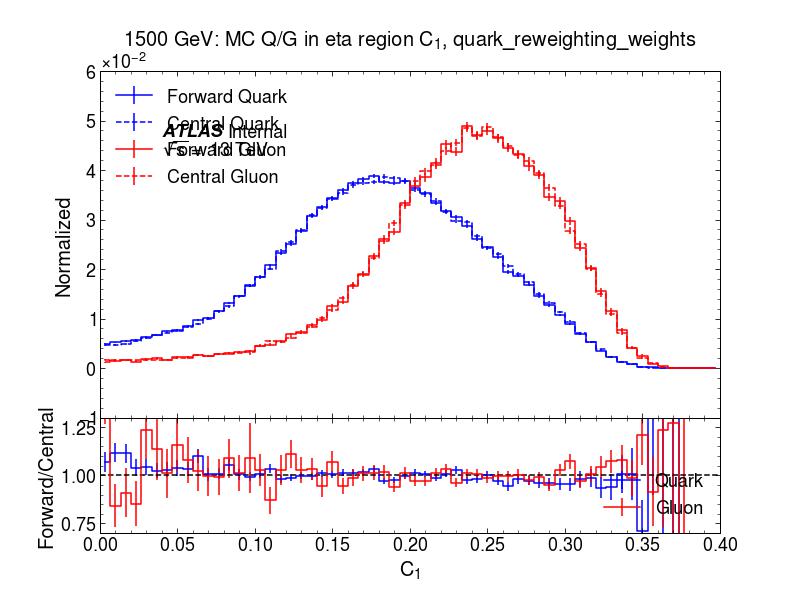 1500 GeV: MC Q/G in eta region C₁, quark_reweighting_weights
×10⁻²
6
5
4
3
2
1
0
−1
Normalized
Forward Quark
Central Quark
ATLAS Internal
√s = 13 TeV
Forward Gluon
Central Gluon
1.25
1.00
0.75
Forward/Central
Quark
Gluon
0.00 0.05 0.10 0.15 0.20 0.25 0.30 0.35 0.40
C₁